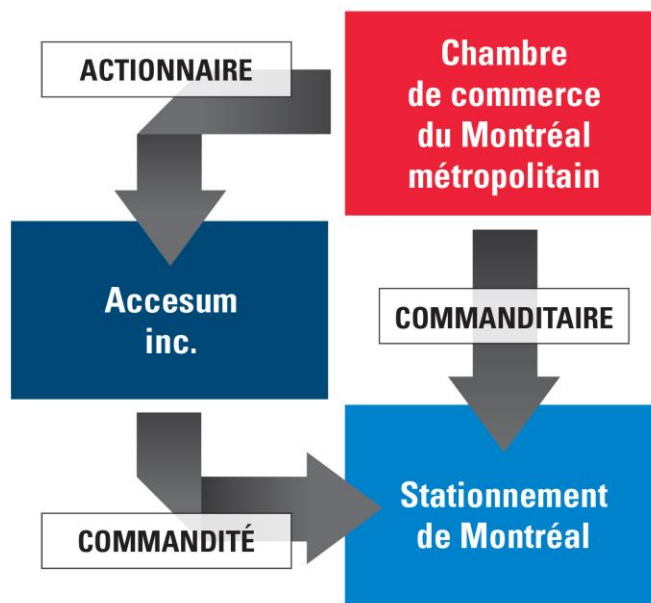 ACTIONNAIRE
Chambre
de commerce
du Montréal
métropolitain
Accesum
inc.
COMMANDITAIRE
Stationnement
de Montréal
COMMANDITÉ